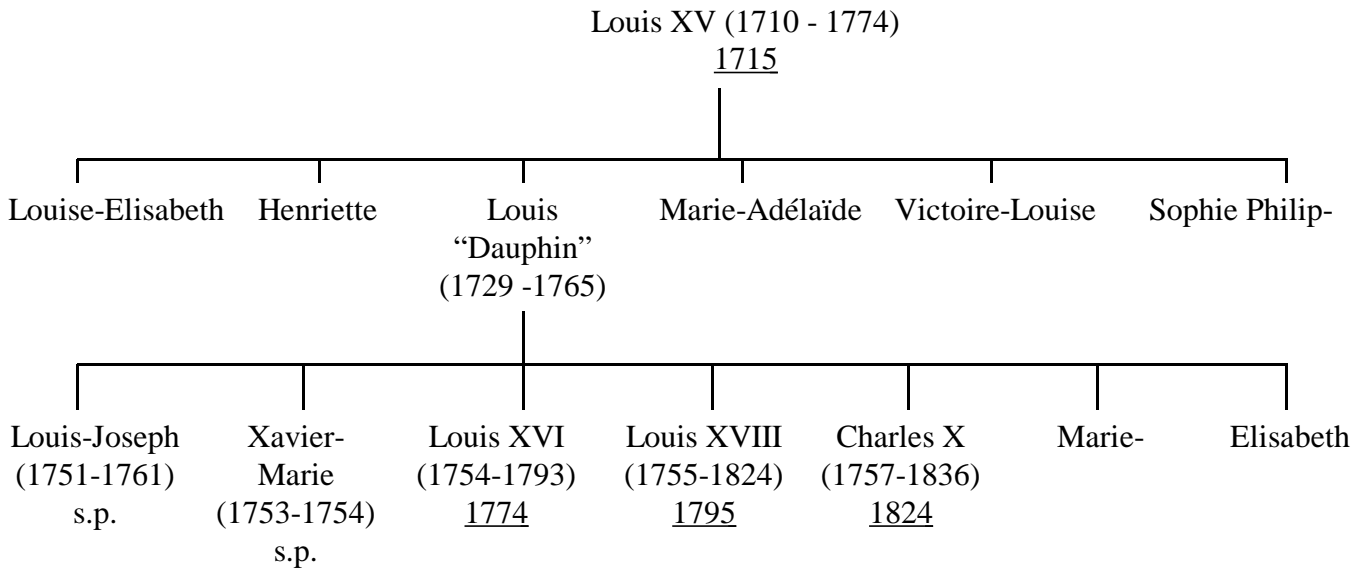 Louis XV (1710 - 1774)
1715
Louise-Elisabeth
Henriette
Louis
“Dauphin”
(1729 -1765)
Marie-Adélaïde
Victoire-Louise
Sophie Philip-
Louis-Joseph
(1751-1761)
s.p.
Xavier-
Marie
(1753-1754)
s.p.
Louis XVI
(1754-1793)
1774
Louis XVIII
(1755-1824)
1795
Charles X
(1757-1836)
1824
Marie-
Elisabeth